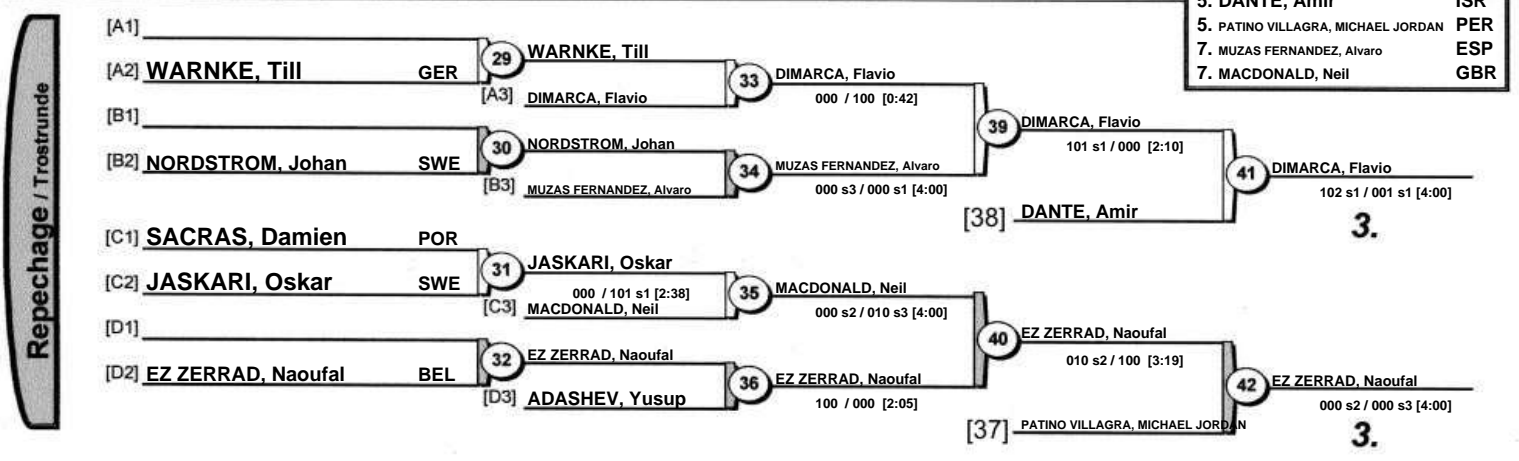 5. DANTE, Amir ISR
5. PATINO VILLAGRA, MICHAEL JORDAN PER
7. MUZAS FERNANDEZ, Alvaro ESP
7. MACDONALD, Neil GBR
Repechage / Trostrunde
[A1]
[A2] WARNKE, Till GER
29
WARNKE, Till
[A3] DIMARCA, Flavio
33
DIMARCA, Flavio
000 / 100 [0:42]
[B1]
[B2] NORDSTROM, Johan SWE
30
NORDSTROM, Johan
[B3] MUZAS FERNANDEZ, Alvaro
34
MUZAS FERNANDEZ, Alvaro
000 s3 / 000 s1 [4:00]
39
DIMARCA, Flavio
101 s1 / 000 [2:10]
[38] DANTE, Amir
41
DIMARCA, Flavio
102 s1 / 001 s1 [4:00]
3.
[C1] SACRAS, Damien POR
[C2] JASKARI, Oskar SWE
31
JASKARI, Oskar
000 / 101 s1 [2:38]
[C3] MACDONALD, Neil
35
MACDONALD, Neil
000 s2 / 010 s3 [4:00]
[D1]
[D2] EZ ZERRAD, Naoufal BEL
32
EZ ZERRAD, Naoufal
[D3] ADASHEV, Yusup
36
EZ ZERRAD, Naoufal
100 / 000 [2:05]
40
EZ ZERRAD, Naoufal
010 s2 / 100 [3:19]
[37] PATINO VILLAGRA, MICHAEL JORDAN
42
EZ ZERRAD, Naoufal
000 s2 / 000 s3 [4:00]
3.